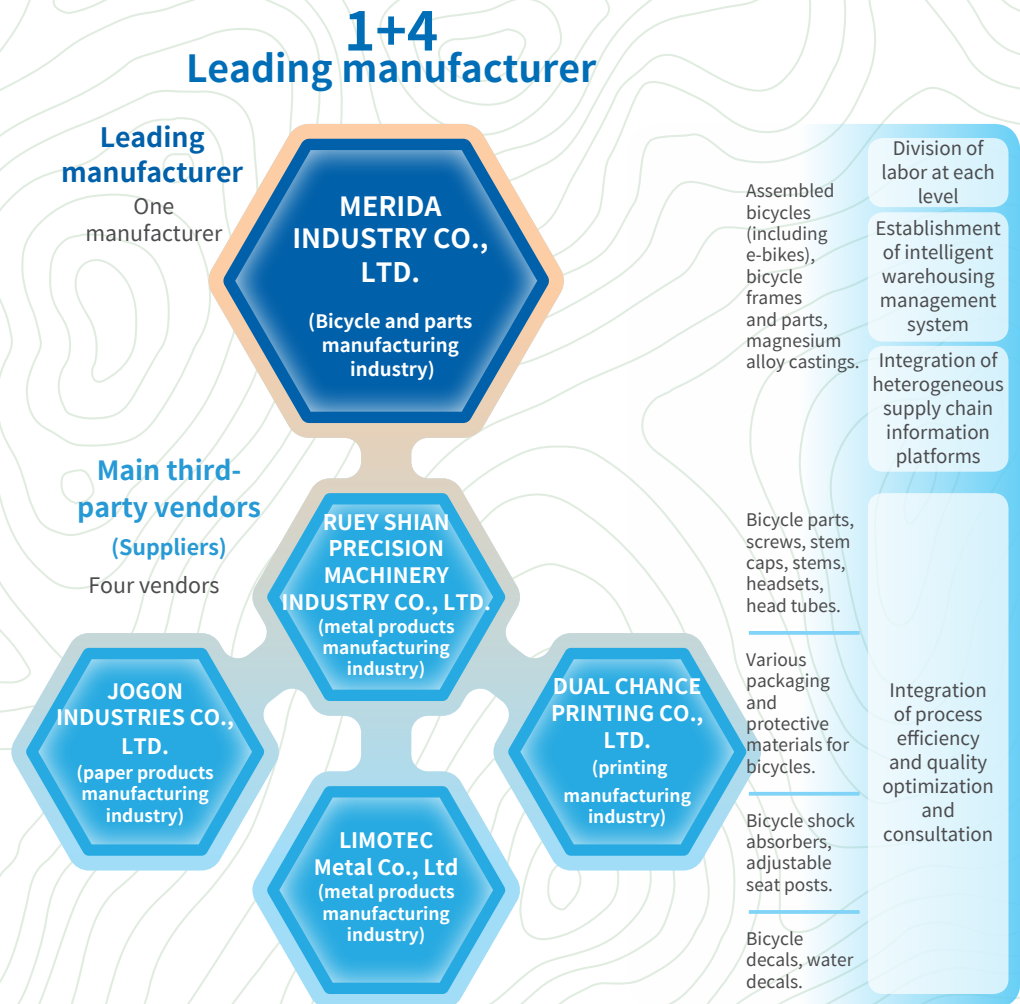 1+4
Leading manufacturer
Leading
manufacturer
One
manufacturer
MERIDA
INDUSTRY CO.,
LTD.
(Bicycle and parts
manufacturing
industry)
Main third-
party vendors
(Suppliers)
Four vendors
RUEY SHIAN
PRECISION
MACHINERY
INDUSTRY CO., LTD.
(metal products
manufacturing
industry)
JOGON
INDUSTRIES CO.,
LTD.
(paper products
manufacturing
industry)
DUAL CHANCE
PRINTING CO.,
LTD.
(printing
manufacturing
industry)
LIMOTEC
Metal Co., Ltd
(metal products
manufacturing
industry)
Assembled
bicycles
(including
e-bikes),
bicycle
frames
and parts,
magnesium
alloy castings.
Bicycle parts,
screws, stem
caps, stems,
headsets,
head tubes.
Various
packaging
and
protective
materials for
bicycles.
Bicycle shock
absorbers,
adjustable
seat posts.
Bicycle
decals, water
decals.
Division of
labor at each
level
Establishment
of intelligent
warehousing
management
system
Integration of
heterogeneous
supply chain
information
platforms
Integration
of process
efficiency
and quality
optimization
and
consultation